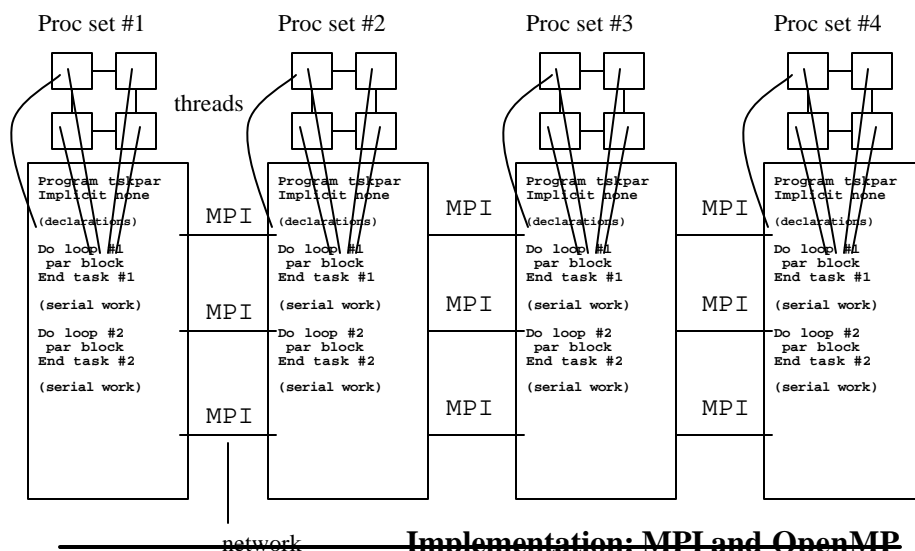 Proc set #1
Proc set #2
Proc set #3
Proc set #4
threads
Program tskpar
Implicit none
(declarations)
Do loop #1
par block
End task #1
(serial work)
Do loop #2
par block
End task #2
(serial work)
MPI
MPI
MPI
Program tskpar
Implicit none
(declarations)
Do loop #1
par block
End task #1
(serial work)
Do loop #2
par block
End task #2
(serial work)
MPI
MPI
MPI
Program tskpar
Implicit none
(declarations)
Do loop #1
par block
End task #1
(serial work)
Do loop #2
par block
End task #2
(serial work)
MPI
MPI
MPI
Program tskpar
Implicit none
(declarations)
Do loop #1
par block
End task #1
(serial work)
Do loop #2
par block
End task #2
(serial work)
network
Implementation: MPI and OpenMP